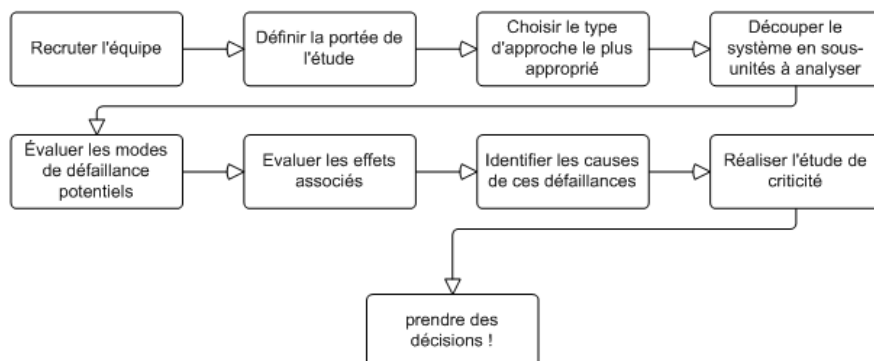 Recruter l'équipe
Définir la portée de
l'étude
Choisir le type
d'approche le plus
approprié
Découper le
système en sous-
unités à analyser
Évaluer les modes
de défaillance
potentiels
Evaluer les effets
associés
Identifier les causes
de ces défaillances
Réaliser l'étude de
criticité
prendre des
décisions !